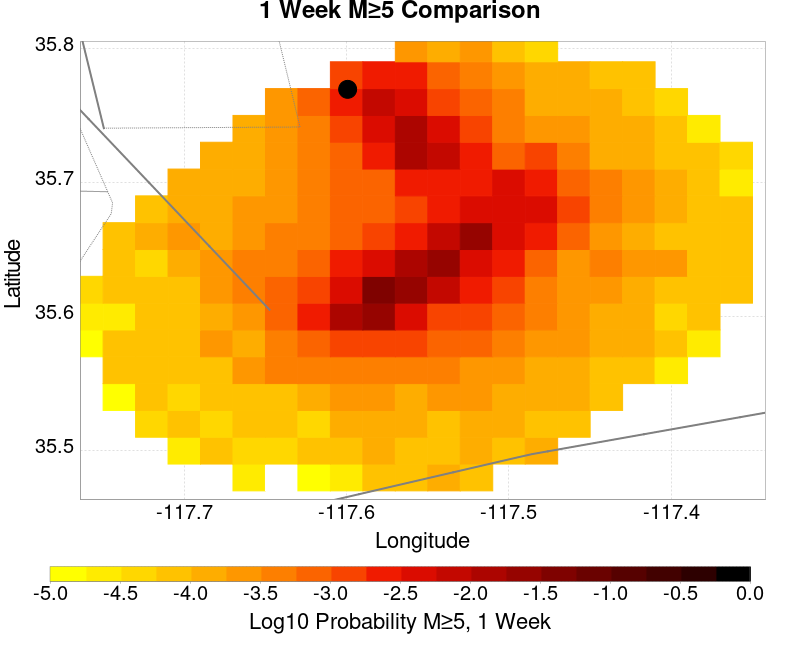 1 Week M≥5 Comparison
35.8
35.7
35.6
35.5
Latitude
-117.7 -117.6 -117.5 -117.4
Longitude
-5.0 -4.5 -4.0 -3.5 -3.0 -2.5 -2.0 -1.5 -1.0 -0.5 0.0
Log10 Probability M≥5, 1 Week